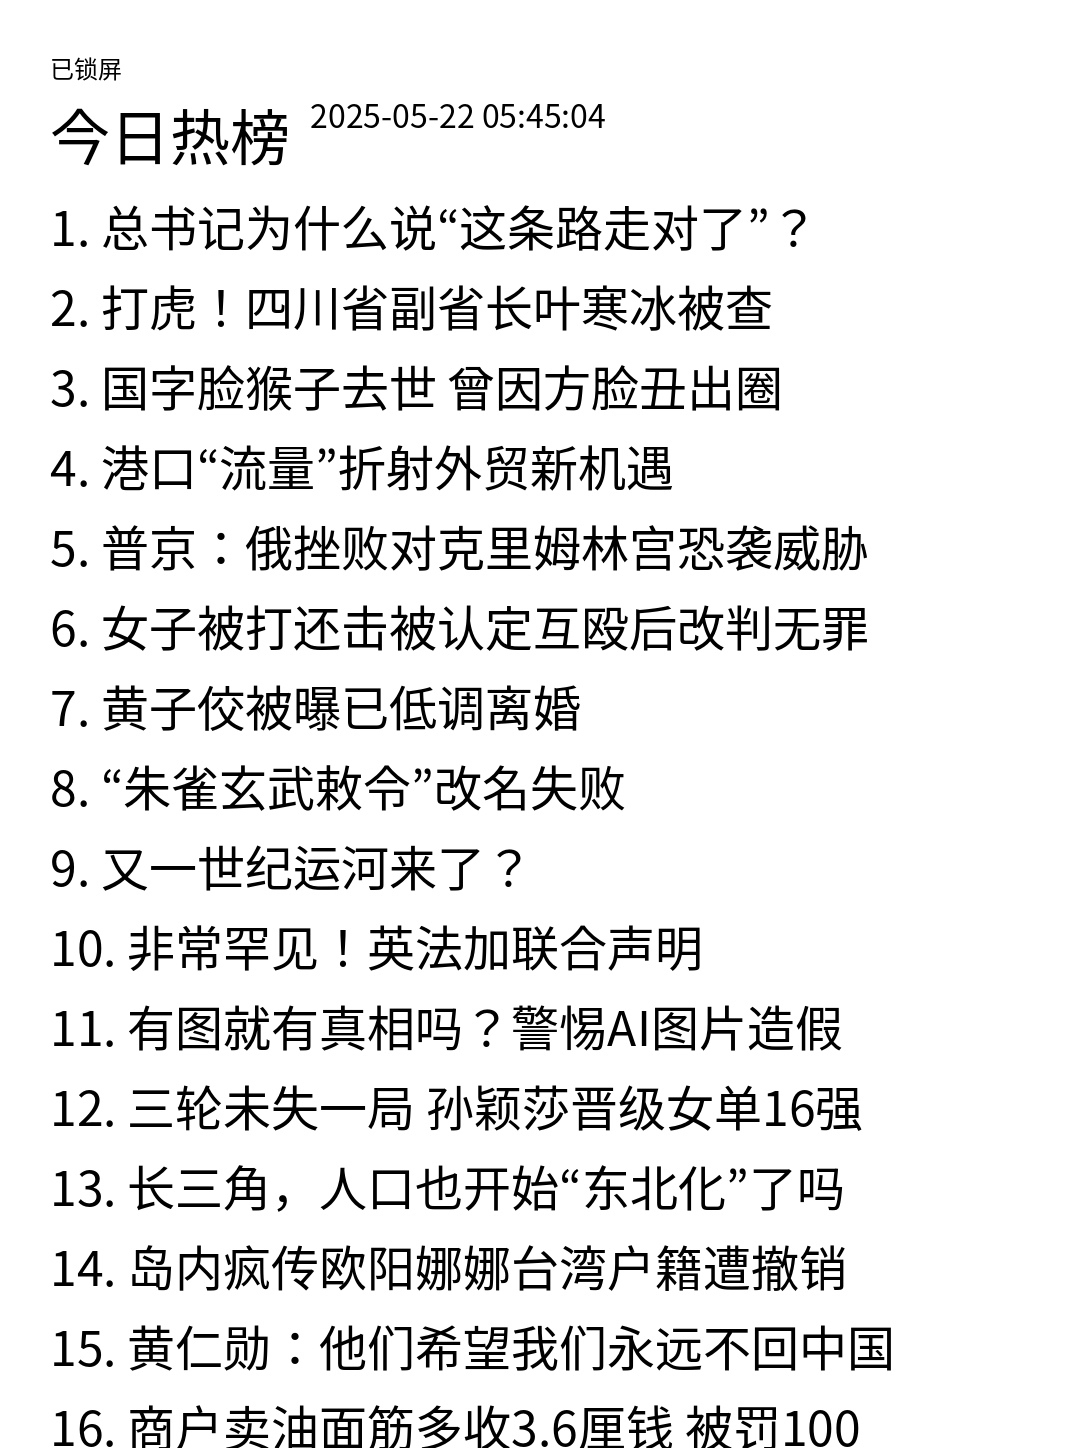 已锁屏
今日热榜 2025-05-22 05:45:04
1. 总书记为什么说“这条路走对了”？
2. 打虎！四川省副省长叶寒冰被查
3. 国字脸猴子去世 曾因方脸丑出圈
4. 港口“流量”折射外贸新机遇
5. 普京：俄挫败对克里姆林宫恐袭威胁
6. 女子被打还击被认定互殴后改判无罪
7. 黄子佼被曝已低调离婚
8. “朱雀玄武敕令”改名失败
9. 又一世纪运河来了？
10. 非常罕见！英法加联合声明
11. 有图就有真相吗？警惕AI图片造假
12. 三轮未失一局 孙颖莎晋级女单16强
13. 长三角，人口也开始“东北化”了吗
14. 岛内疯传欧阳娜娜台湾户籍遭撤销
15. 黄仁勋：他们希望我们永远不回中国
16. 商户卖油面筋多收3.6厘钱 被罚100